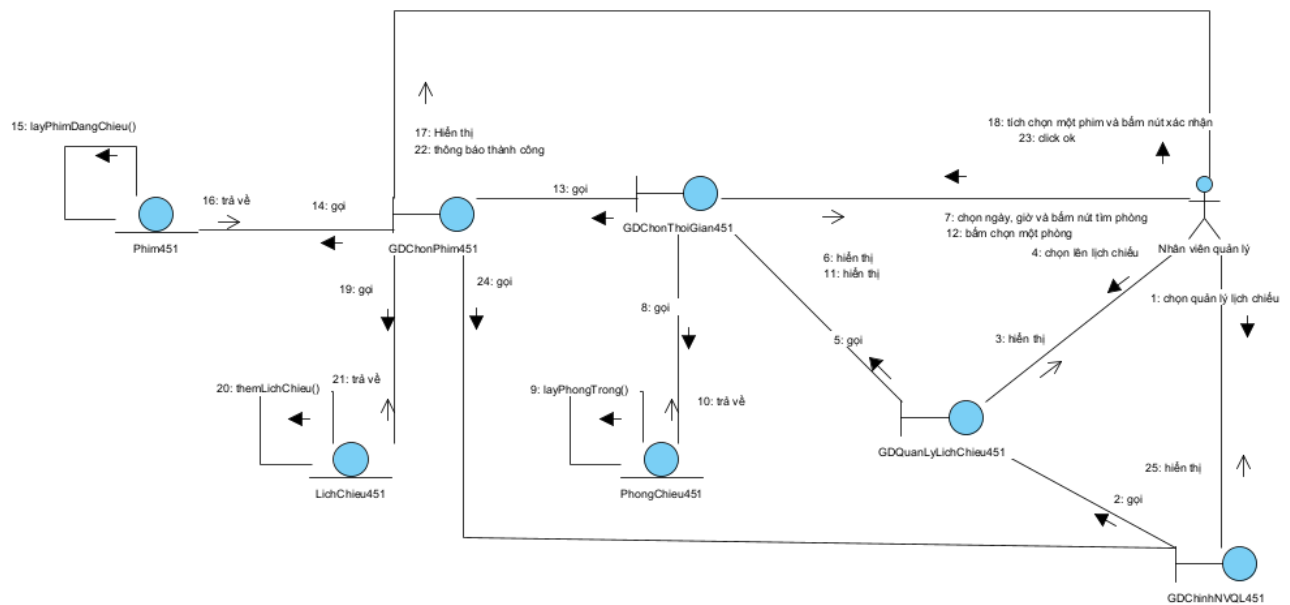 15: layPhimDangChieu()
17: Hiển thị
22: thông báo thành công
18: tích chọn một phim và bấm nút xác nhận
23: click ok
16: trả về
14: gọi
13: gọi
Phim451
GDChonPhim451
GDChonThoiGian451
7: chọn ngày, giờ và bấm nút tìm phòng
12: bấm chọn một phòng
Nhân viên quản lý
6: hiển thị
11: hiển thị
4: chọn lên lịch chiếu
19: gọi
24: gọi
8: gọi
1: chọn quản lý lịch chiếu
5: gọi
3: hiển thị
20: themLichChieu()
21: trả về
9: layPhongTrong()
10: trả về
GDQuanLyLichChieu451
LichChieu451
PhongChieu451
25: hiển thị
2: gọi
GDChinhNVQL451